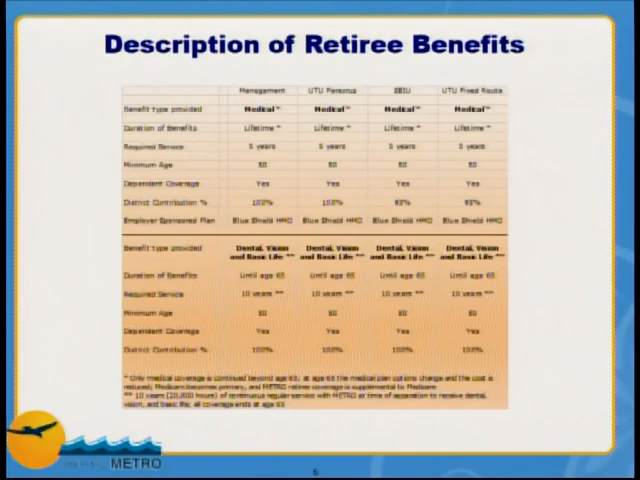 Description of Retiree Benefits
Management UTU Paracruz SEIU UTU Fixed Route
Benefit type provided Medical* Medical* Medical* Medical*
Duration of Benefits Lifetime * Lifetime * Lifetime * Lifetime *
Required Service 5 years 5 years 5 years 5 years
Minimum Age 50 50 50 50
Dependent Coverage Yes Yes Yes Yes
District Contribution % 100% 100%
Employer Sponsored Plan Blue Shield HMO Blue Shield HMO Blue Shield HMO Blue Shield HMO
Benefit type provided Dental, Vision and Basic Life ** Dental, Vision and Basic Life ** Dental, Vision and Basic Life ** Dental, Vision and Basic Life **
Duration of Benefits Until age 65 Until age 65 Until age 65 Until age 65
Required Service 10 years ** 10 years ** 10 years ** 10 years **
Minimum Age 50 50 50 50
Dependent Coverage Yes Yes Yes Yes
District Contribution % 100% 100% 100% 100%
* Only medical coverage is continued beyond age 65; at age 65 the medical plan options change and the cost is
reduced; Medicare becomes primary, and METRO retiree coverage is supplemental to Medicare
** 10 years (20,800 hours) of continuous regular service with METRO at time of separation to receive dental,
vision, and basic life; all coverage ends at age 65
METRO
6